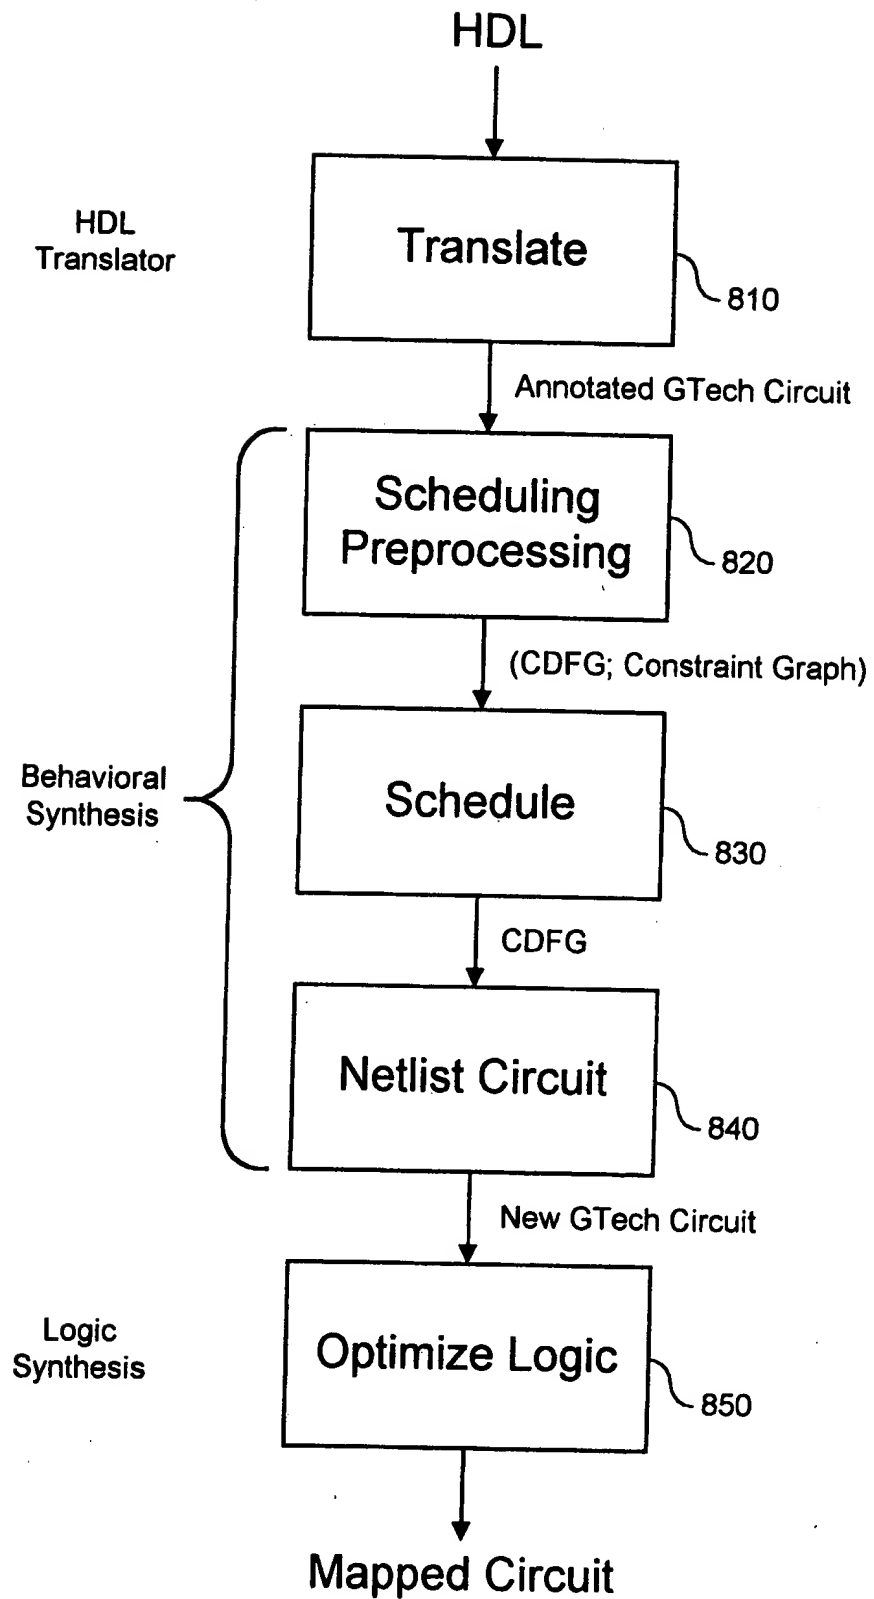 HDL
HDL
Translator
Translate
810
Annotated GTech Circuit
Scheduling
Preprocessing
820
(CDFG; Constraint Graph)
Behavioral
Synthesis
Schedule
830
CDFG
Netlist Circuit
840
New GTech Circuit
Logic
Synthesis
Optimize Logic
850
Mapped Circuit